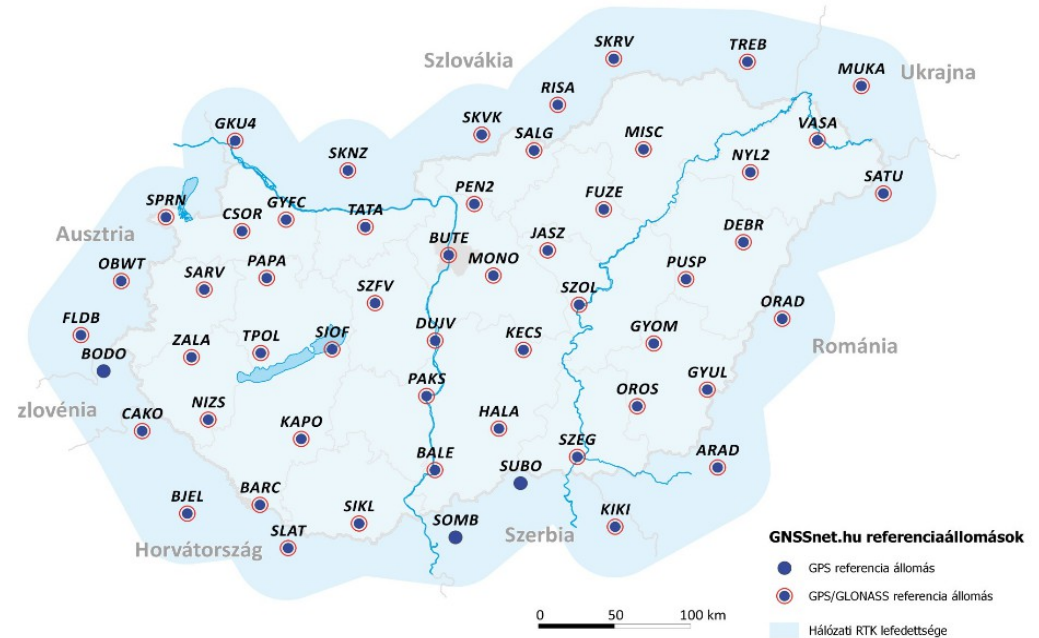 SKRV
TREB
Szlovákia
MUKA
Ukrajna
RISA
SKVK
GKU4
SALG
MISC
VASA
SKNZ
NYL2
SATU
PEN2
FUZE
SPRN
CSOR
GYFC
TATA
DEBR
Ausztria
BUTE
JASZ
MONO
OBWT
SARV
PAPA
PUSP
SZFV
SZOL
ORAD
FLDB
DUJV
KECS
GYOM
ZALA
TPOL
SIOF
Románia
BODO
GYUL
PAKS
OROS
zlovénia
CAKO
NIZS
KAPO
HALA
SZEG
BALE
SUBO
ARAD
BJEL
BARC
SIKL
SOMB
KIKI
SLAT
Szerbia
Horvátország
GNSSnet.hu referenciaállomások
GPS referencia állomás
GPS/GLONASS referencia állomás
0 50 100 km
Hálózati RTK lefedettsége